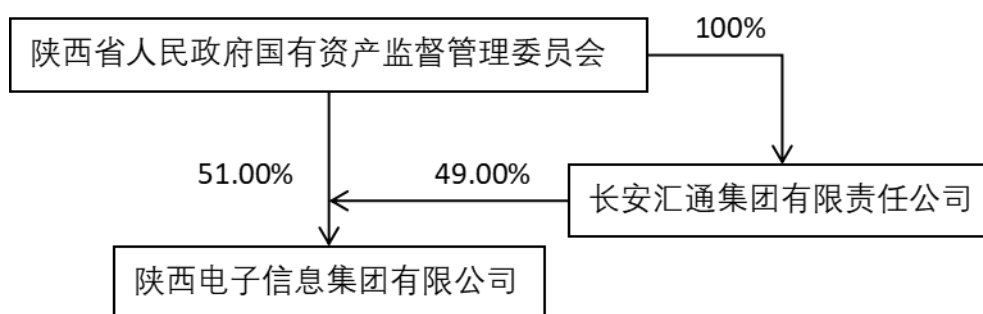 100%
陕西省人民政府国有资产监督管理委员会
51.00%
49.00%
长安汇通集团有限责任公司
陕西电子信息集团有限公司